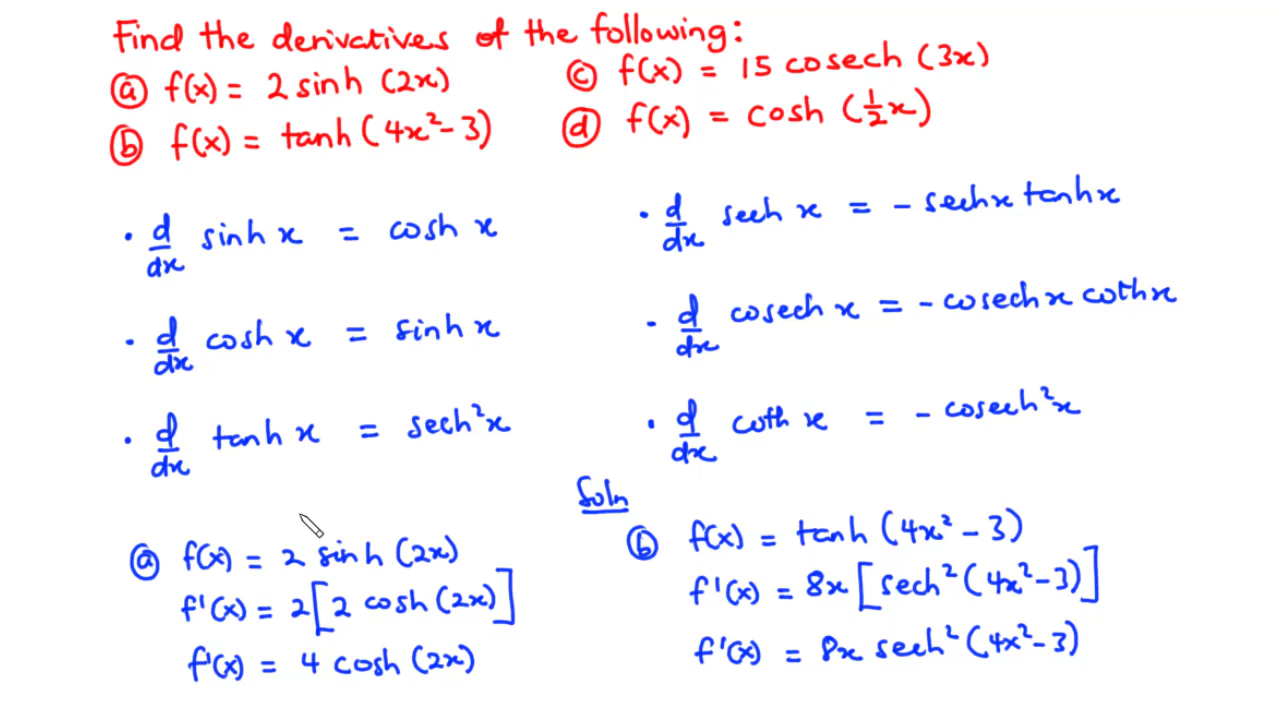 Find the derivatives of the following:
ⓐ f(x) = 2 sinh (2x)
ⓑ f(x) = tanh (4x² - 3)
ⓒ f(x) = 15 cosech (3x)
ⓓ f(x) = cosh (½x)
• d/dx sinh x = cosh x
• d/dx cosh x = sinh x
• d/dx tanh x = sech²x
• d/dx sech x = - sechx tanhx
• d/dx cosech x = - cosechx cothx
• d/dx coth x = - cosech²x
Soln
ⓐ f(x) = 2 sinh (2x)
f'(x) = 2[2 cosh (2x)]
f'(x) = 4 cosh (2x)
ⓑ f(x) = tanh (4x² - 3)
f'(x) = 8x [sech² (4x² - 3)]
f'(x) = 8x sech² (4x² - 3)